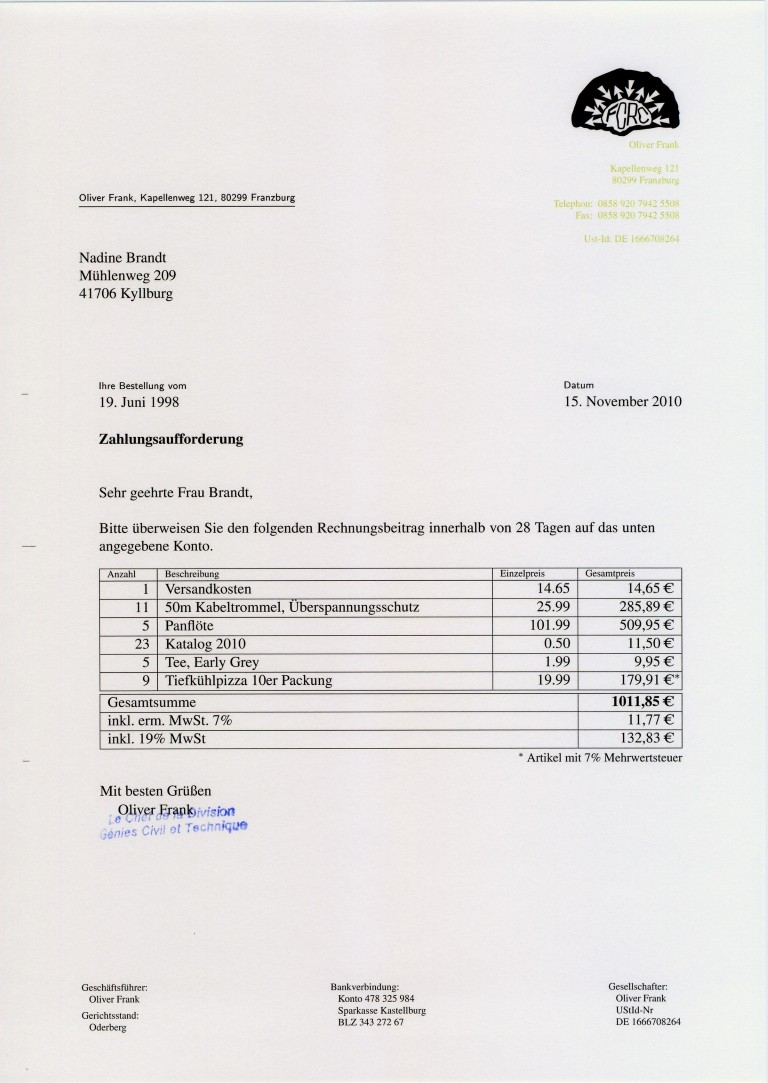 FCRC
Oliver Frank
Kapellenweg 121
80299 Franzburg
Telephon: 0858 920 7942 5508
Fax: 0858 920 7942 5508
Ust-Id. DE 1666708264
Oliver Frank, Kapellenweg 121, 80299 Franzburg
Nadine Brandt
Mühlenweg 209
41706 Kyllburg
Ihre Bestellung vom Datum
19. Juni 1998 15. November 2010
Zahlungsaufforderung
Sehr geehrte Frau Brandt,
Bitte überweisen Sie den folgenden Rechnungsbeitrag innerhalb von 28 Tagen auf das unten
angegebene Konto.
Anzahl Beschreibung Einzelpreis Gesamtpreis
1 Versandkosten 14.65 14,65 €
11 50m Kabeltrommel, Überspannungsschutz 25.99 285,89 €
5 Panflöte 101.99 509,95 €
23 Katalog 2010 0.50 11,50 €
5 Tee, Early Grey 1.99 9,95 €
9 Tiefkühlpizza 10er Packung 19.99 179,91 €*
Gesamtsumme 1011,85 €
inkl. erm. MwSt. 7% 11,77 €
inkl. 19% MwSt 132,83 €
* Artikel mit 7% Mehrwertsteuer
Mit besten Grüßen
Oliver Frank
Le Chef de la Division
Génies Civil et Technique
Geschäftsführer:
Oliver Frank
Gerichtsstand:
Oderberg
Bankverbindung:
Konto 478 325 984
Sparkasse Kastellburg
BLZ 343 272 67
Gesellschafter:
Oliver Frank
UStId-Nr
DE 1666708264